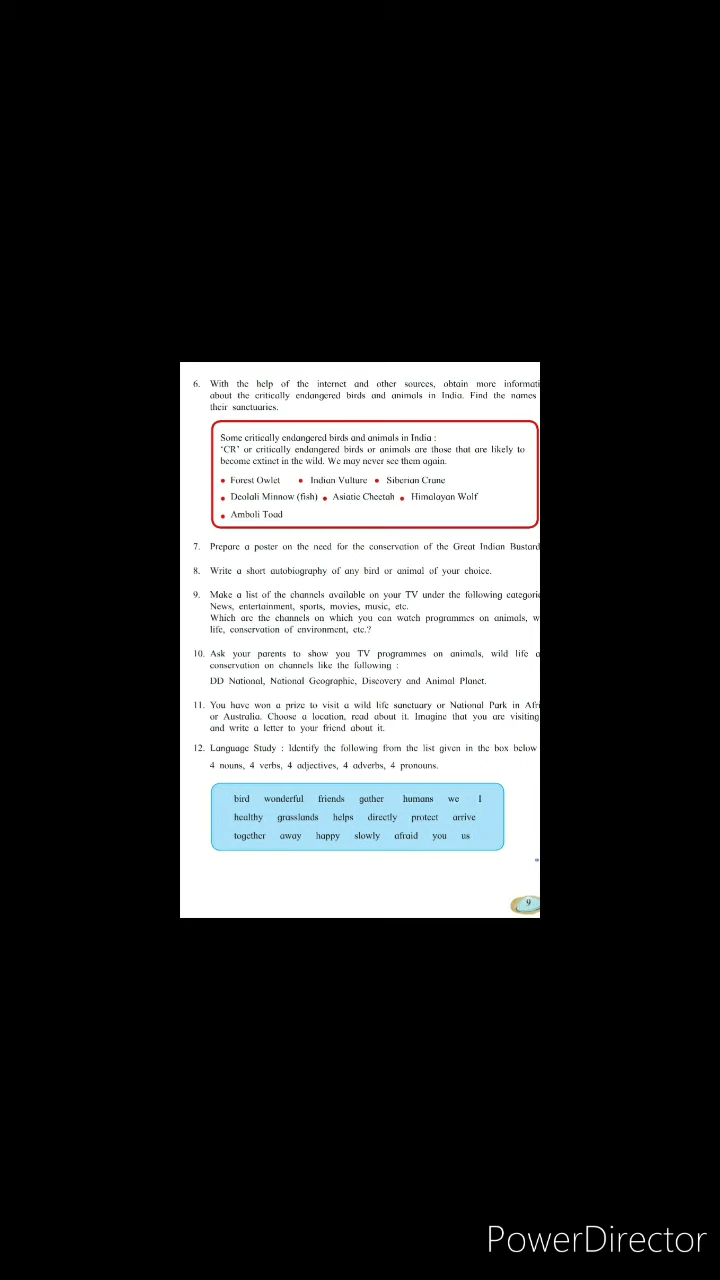 6. With the help of the internet and other sources, obtain more informati
about the critically endangered birds and animals in India. Find the names
their sanctuaries.
Some critically endangered birds and animals in India :
‘CR’ or critically endangered birds or animals are those that are likely to
become extinct in the wild. We may never see them again.
• Forest Owlet • Indian Vulture • Siberian Crane
• Deolali Minnow (fish) • Asiatic Cheetah • Himalayan Wolf
• Amboli Toad
7. Prepare a poster on the need for the conservation of the Great Indian Bustard
8. Write a short autobiography of any bird or animal of your choice.
9. Make a list of the channels available on your TV under the following categorie
News, entertainment, sports, movies, music, etc.
Which are the channels on which you can watch programmes on animals, w
life, conservation of environment, etc.?
10. Ask your parents to show you TV programmes on animals, wild life a
conservation on channels like the following :
DD National, National Geographic, Discovery and Animal Planet.
11. You have won a prize to visit a wild life sanctuary or National Park in Afri
or Australia. Choose a location, read about it. Imagine that you are visiting
and write a letter to your friend about it.
12. Language Study : Identify the following from the list given in the box below
4 nouns, 4 verbs, 4 adjectives, 4 adverbs, 4 pronouns.
bird wonderful friends gather humans we I
healthy grasslands helps directly protect arrive
together away happy slowly afraid you us
9
PowerDirector